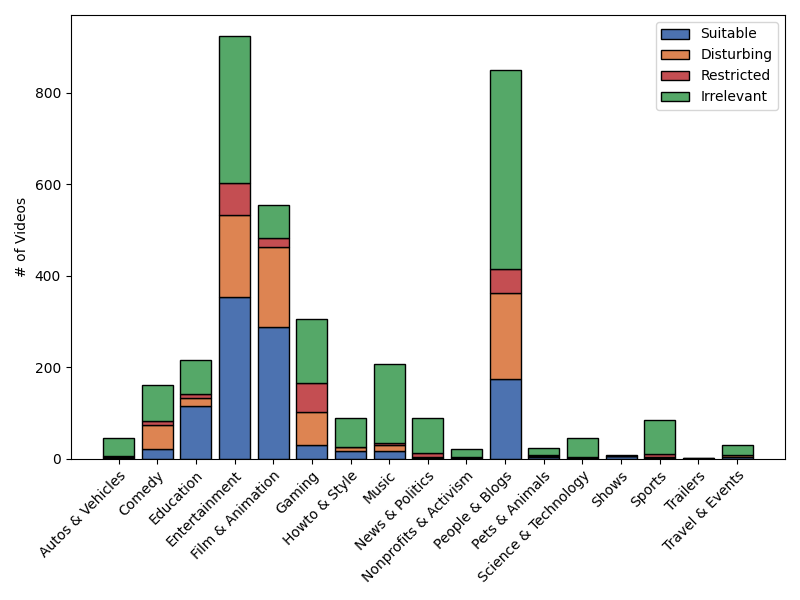 Suitable
Disturbing
Restricted
Irrelevant
# of Videos
800
600
400
200
0
Autos & Vehicles
Comedy
Education
Entertainment
Film & Animation
Gaming
Howto & Style
Music
News & Politics
Nonprofits & Activism
People & Blogs
Pets & Animals
Science & Technology
Shows
Sports
Trailers
Travel & Events